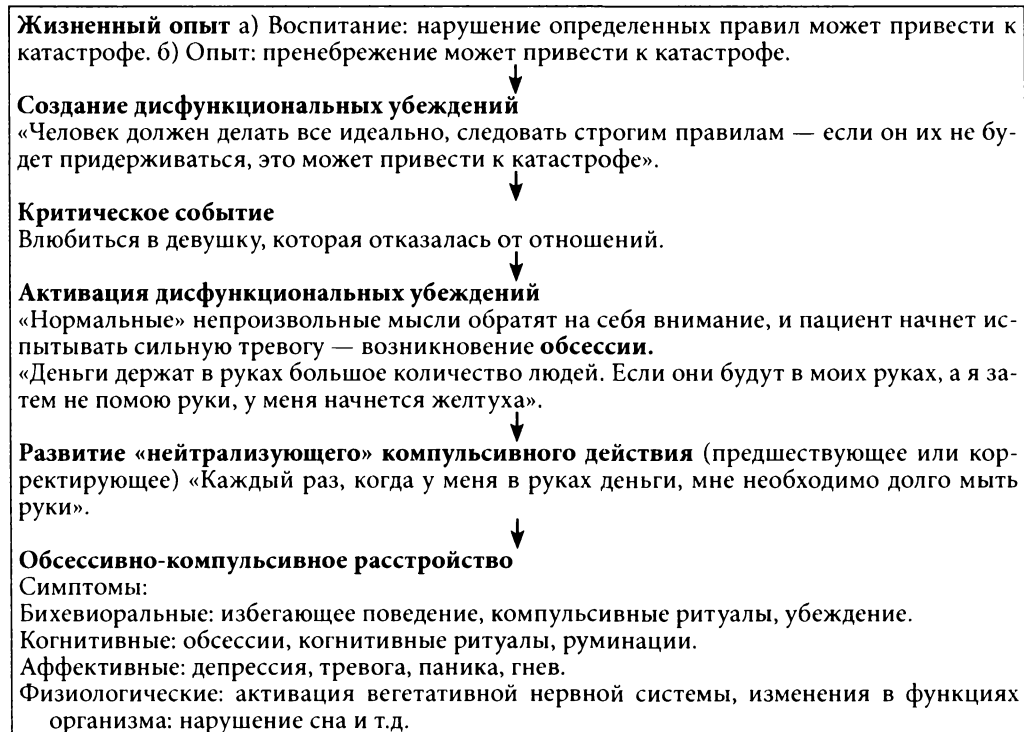 Жизненный опыт а) Воспитание: нарушение определенных правил может привести к
катастрофе. б) Опыт: пренебрежение может привести к катастрофе.
Создание дисфункциональных убеждений
«Человек должен делать все идеально, следовать строгим правилам — если он их не бу-
дет придерживаться, это может привести к катастрофе».
Критическое событие
Влюбиться в девушку, которая отказалась от отношений.
Активация дисфункциональных убеждений
«Нормальные» непроизвольные мысли обратят на себя внимание, и пациент начнет ис-
пытывать сильную тревогу — возникновение обсессии.
«Деньги держат в руках большое количество людей. Если они будут в моих руках, а я за-
тем не помою руки, у меня начнется желтуха».
Развитие «нейтрализующего» компульсивного действия (предшествующее или кор-
ректирующее) «Каждый раз, когда у меня в руках деньги, мне необходимо долго мыть
руки».
Обсессивно-компульсивное расстройство
Симптомы:
Бихевиоральные: избегающее поведение, компульсивные ритуалы, убеждение.
Когнитивные: обсессии, когнитивные ритуалы, руминации.
Аффективные: депрессия, тревога, паника, гнев.
Физиологические: активация вегетативной нервной системы, изменения в функциях
организма: нарушение сна и т.д.